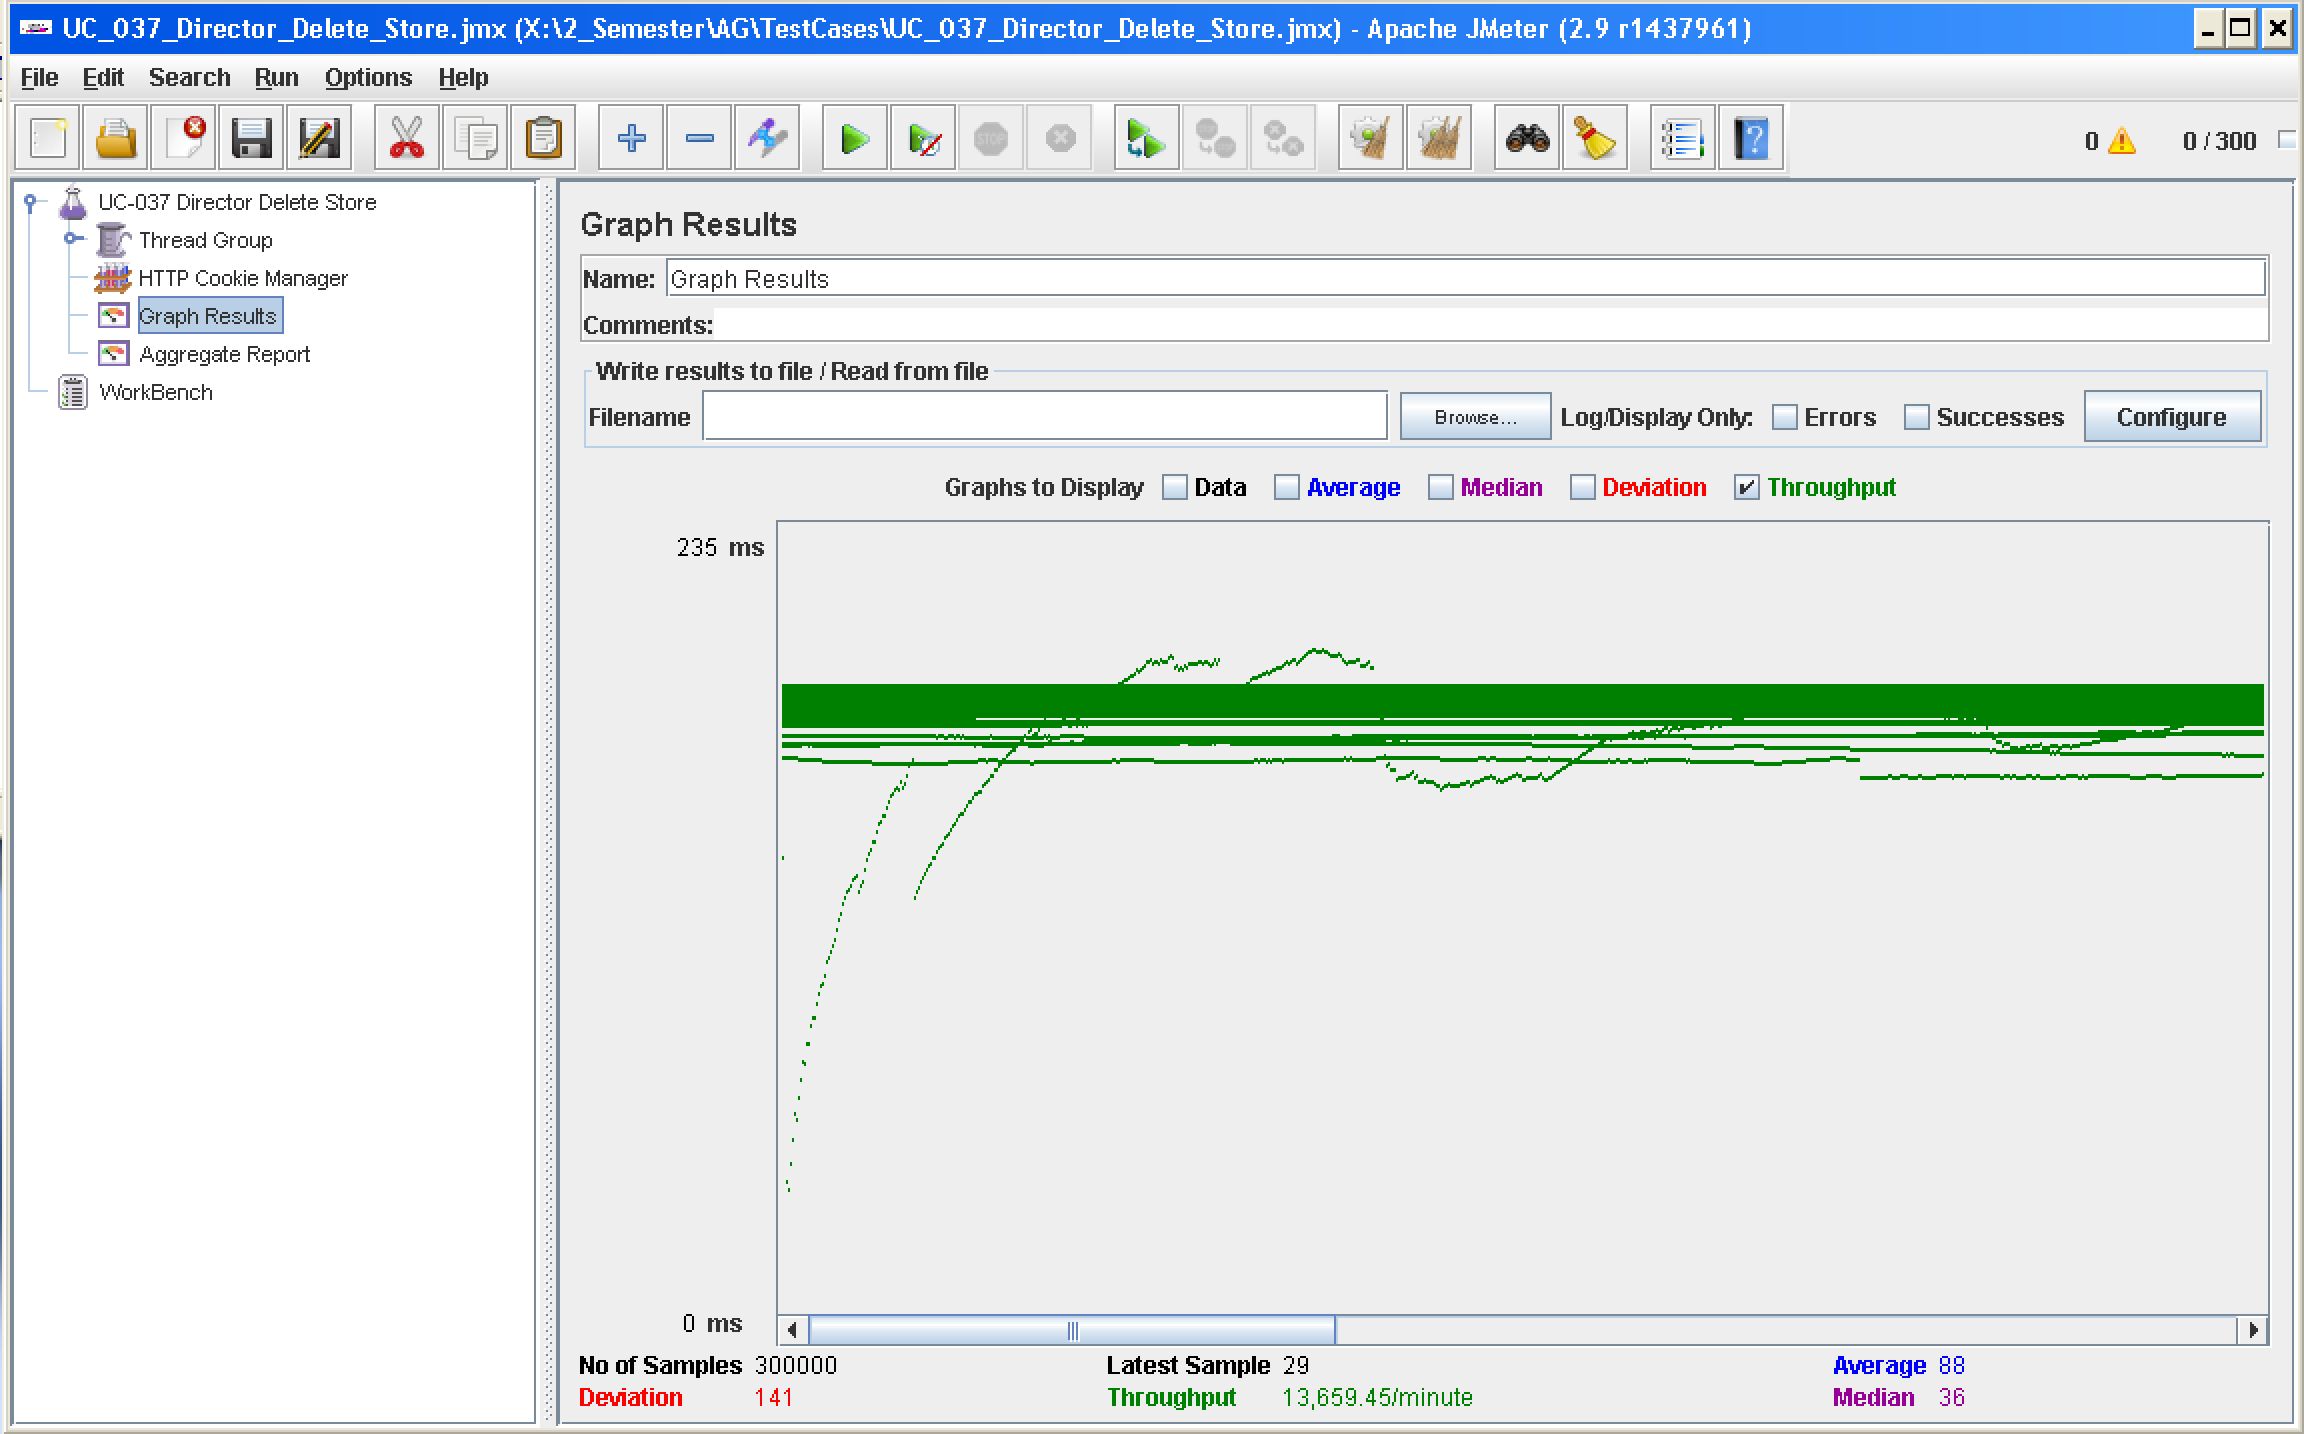 UC_037_Director_Delete_Store.jmx (X:\2_Semester\AG\TestCases\UC_037_Director_Delete_Store.jmx) - Apache JMeter (2.9 r1437961)
File Edit Search Run Options Help
STOP
0 0 / 300
UC-037 Director Delete Store
Thread Group
HTTP Cookie Manager
Graph Results
Aggregate Report
WorkBench
Graph Results
Name: Graph Results
Comments:
Write results to file / Read from file
Filename Browse... Log/Display Only: Errors Successes Configure
Graphs to Display Data Average Median Deviation Throughput
235 ms
0 ms
No of Samples 300000 Latest Sample 29 Average 88
Deviation 141 Throughput 13,659.45/minute Median 36